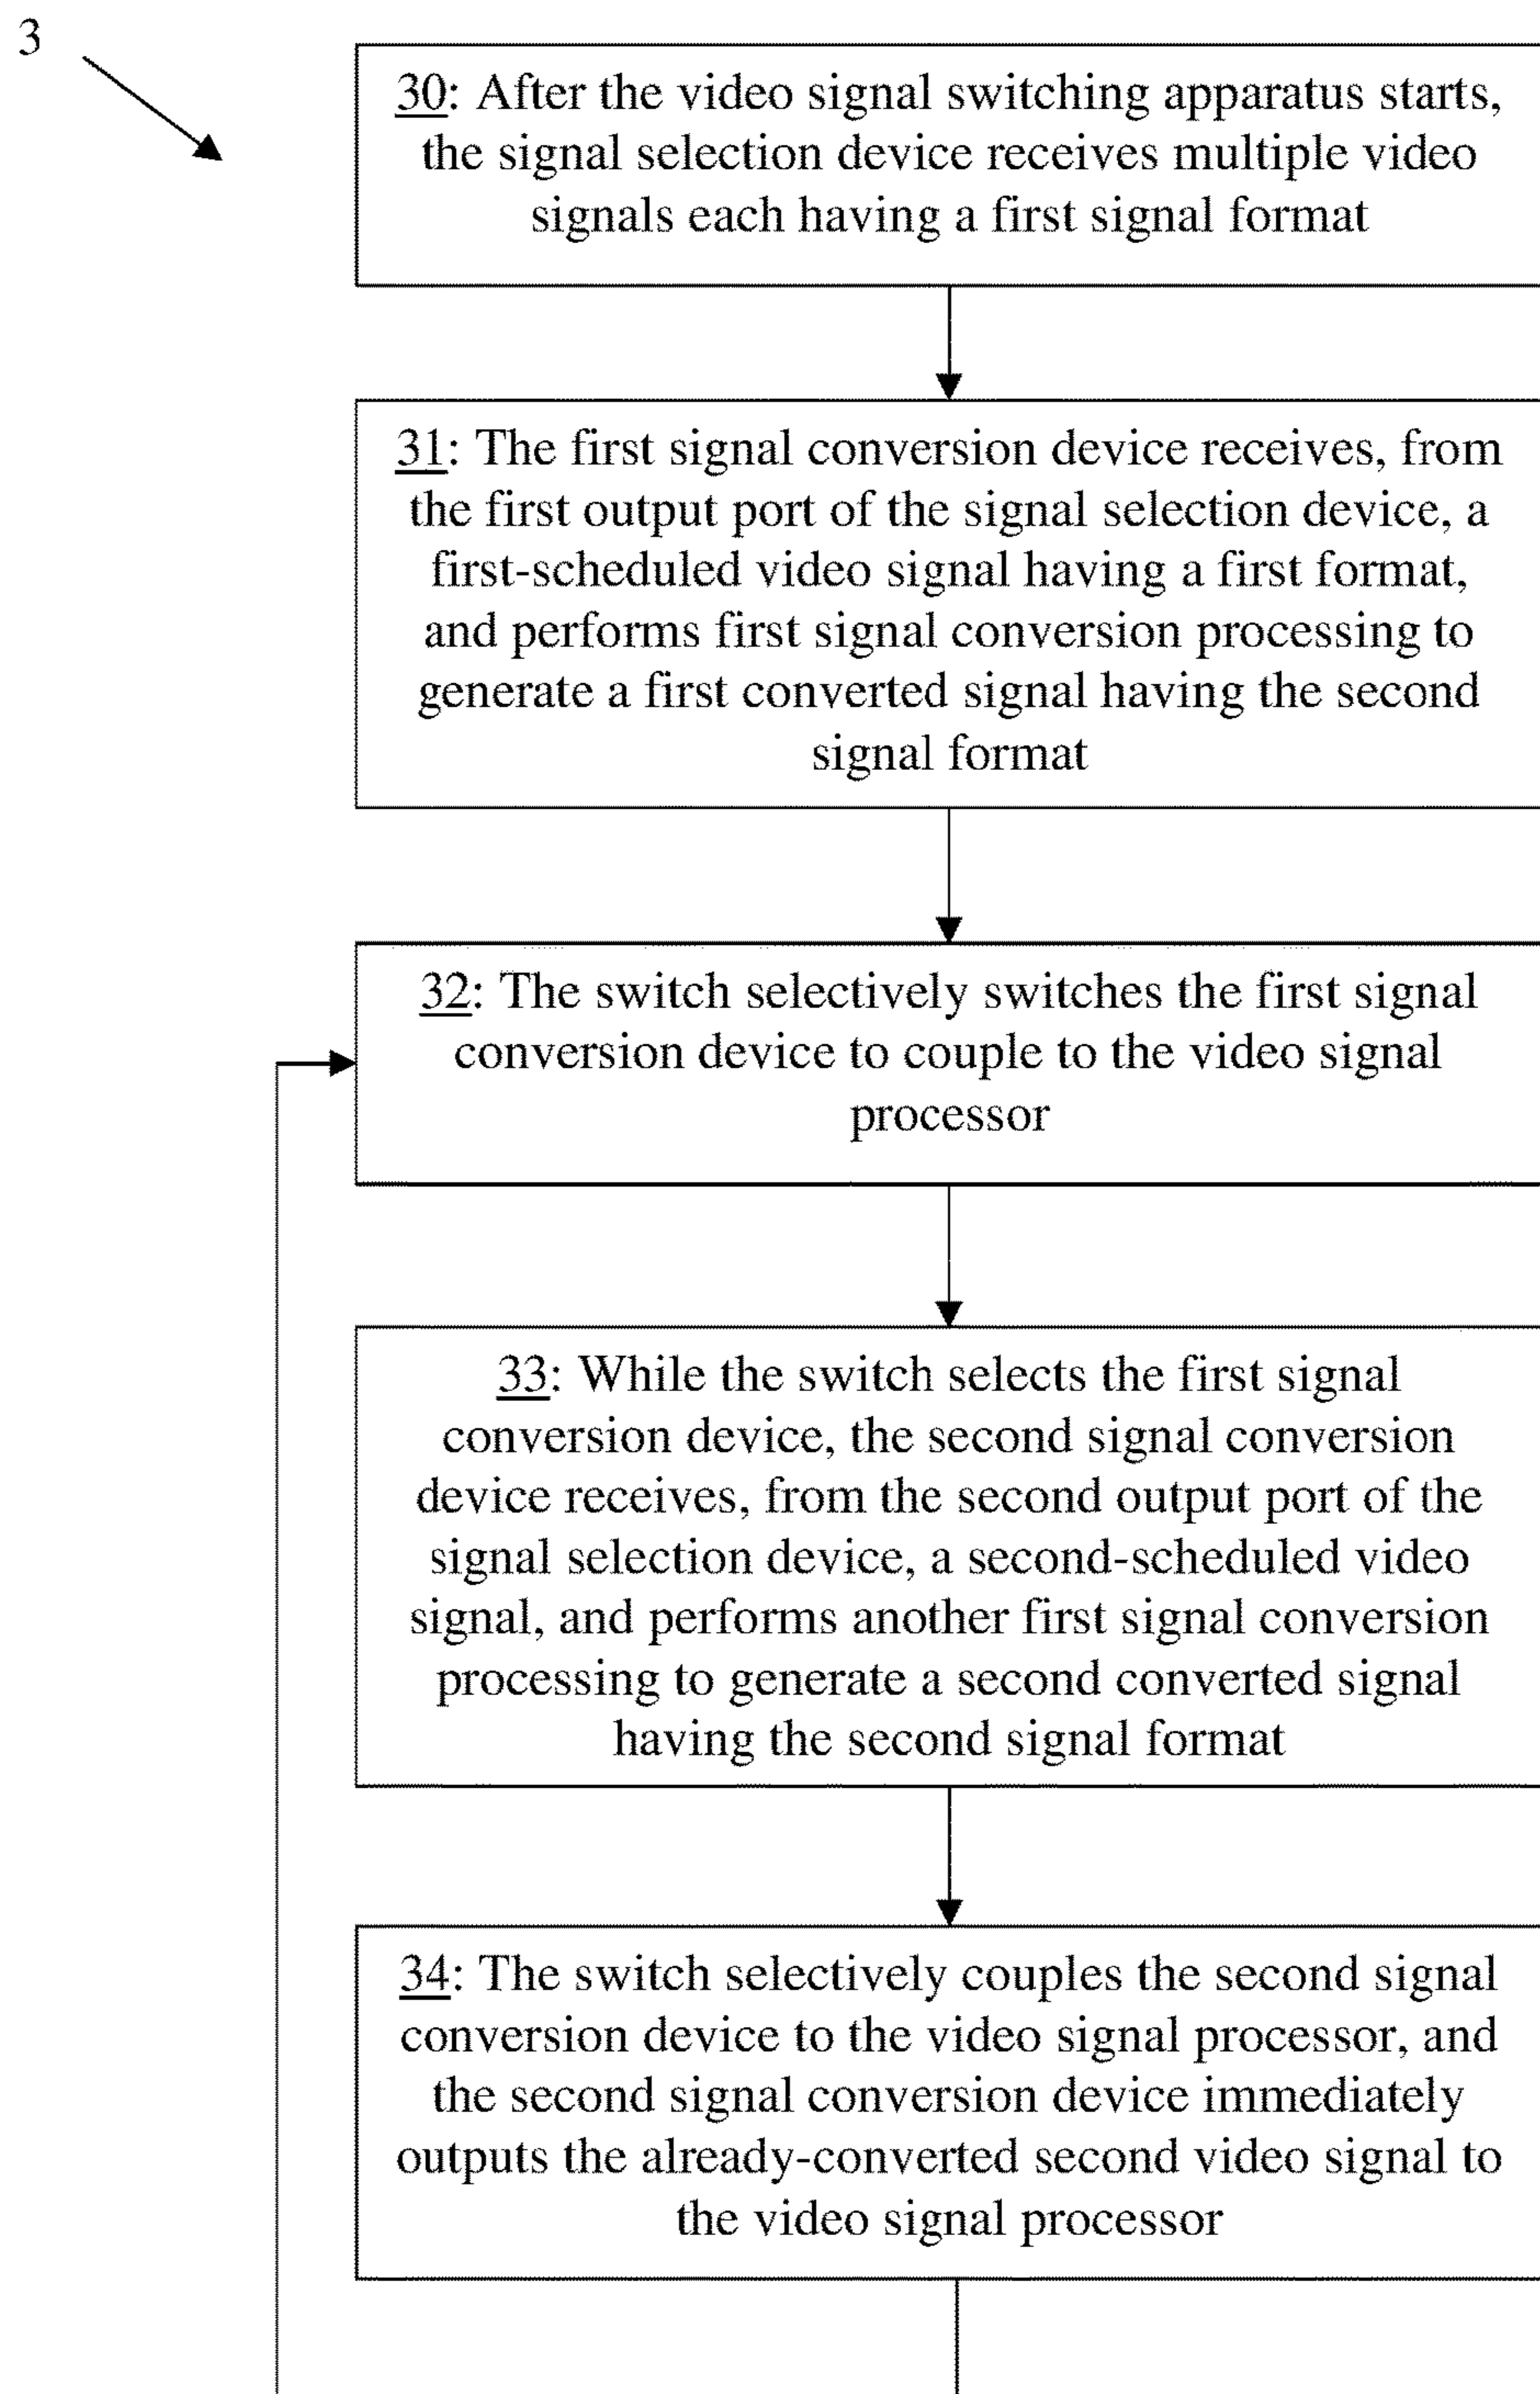 3
30: After the video signal switching apparatus starts,
the signal selection device receives multiple video
signals each having a first signal format
31: The first signal conversion device receives, from
the first output port of the signal selection device, a
first-scheduled video signal having a first format,
and performs first signal conversion processing to
generate a first converted signal having the second
signal format
32: The switch selectively switches the first signal
conversion device to couple to the video signal
processor
33: While the switch selects the first signal
conversion device, the second signal conversion
device receives, from the second output port of the
signal selection device, a second-scheduled video
signal, and performs another first signal conversion
processing to generate a second converted signal
having the second signal format
34: The switch selectively couples the second signal
conversion device to the video signal processor, and
the second signal conversion device immediately
outputs the already-converted second video signal to
the video signal processor